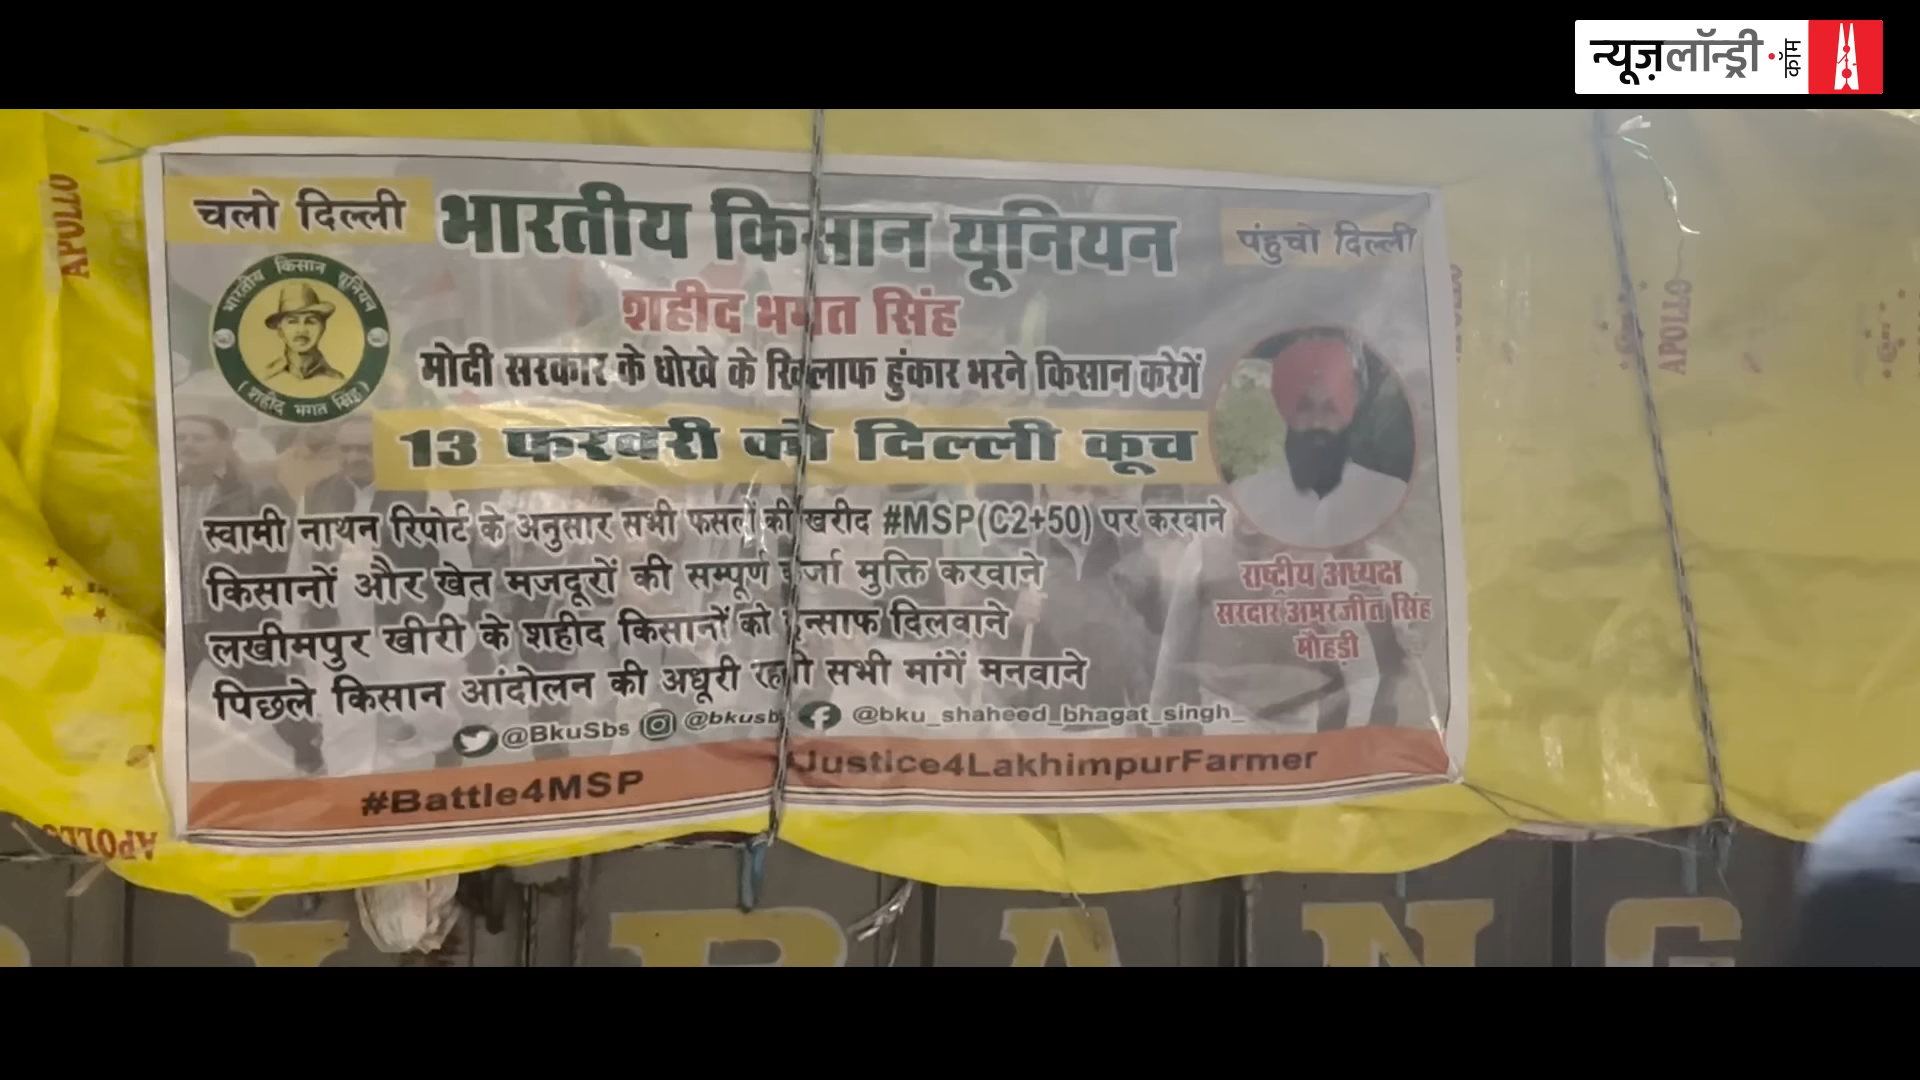 न्यूज़लॉन्ड्री.कॉम
चलो दिल्ली
भारतीय किसान यूनियन
पंहुचो दिल्ली
शहीद भगत सिंह
भारतीय किसान यूनियन
(शहीद भगत सिंह)
मोदी सरकार के धोखे के खिलाफ हुंकार भरने किसान करेगें
13 फरवरी को दिल्ली कूच
स्वामी नाथन रिपोर्ट के अनुसार सभी फसलों की खरीद #MSP(C2+50) पर करवाने
किसानों और खेत मजदूरों की सम्पूर्ण कर्जा मुक्ति करवाने
लखीमपुर खीरी के शहीद किसानों को इन्साफ दिलवाने
पिछले किसान आंदोलन की अधूरी रहती सभी मांगें मनवाने
राष्ट्रीय अध्यक्ष
सरदार अमरजीत सिंह
मौहड़ी
@BkuSbs @bkusb @bku_shaheed_bhagat_singh_
#Battle4MSP
#Justice4LakhimpurFarmer
APOLLO
APOLLO
APOLLO